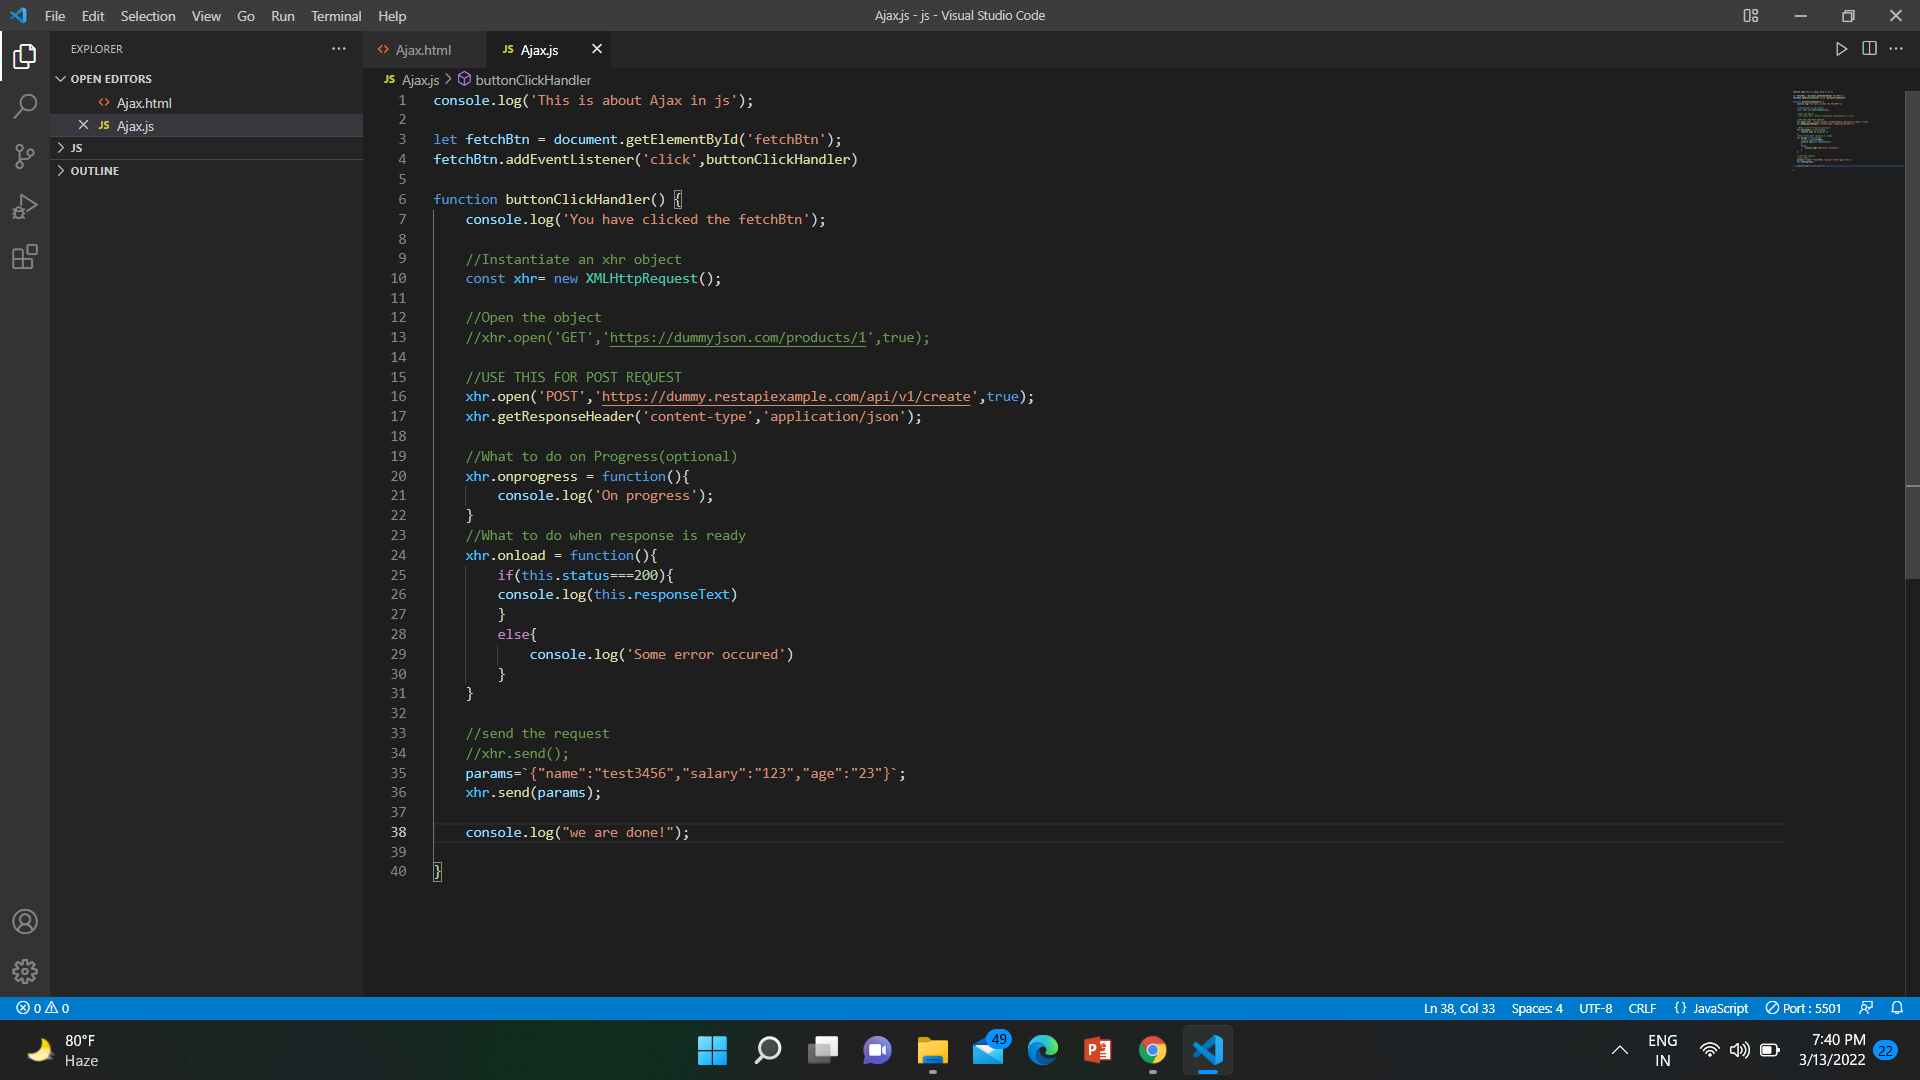 File Edit Selection View Go Run Terminal Help
Ajax.js - js - Visual Studio Code
EXPLORER
OPEN EDITORS
Ajax.html
JS Ajax.js
JS
OUTLINE
Ajax.html
JS Ajax.js
JS Ajax.js > buttonClickHandler
1 console.log('This is about Ajax in js');
2
3 let fetchBtn = document.getElementById('fetchBtn');
4 fetchBtn.addEventListener('click',buttonClickHandler)
5
6 function buttonClickHandler() {
7 console.log('You have clicked the fetchBtn');
8
9 //Instantiate an xhr object
10 const xhr= new XMLHttpRequest();
11
12 //Open the object
13 //xhr.open('GET','https://dummyjson.com/products/1',true);
14
15 //USE THIS FOR POST REQUEST
16 xhr.open('POST','https://dummy.restapiexample.com/api/v1/create',true);
17 xhr.getResponseHeader('content-type','application/json');
18
19 //What to do on Progress(optional)
20 xhr.onprogress = function(){
21 console.log('On progress');
22 }
23 //What to do when response is ready
24 xhr.onload = function(){
25 if(this.status===200){
26 console.log(this.responseText)
27 }
28 else{
29 console.log('Some error occured')
30 }
31 }
32
33 //send the request
34 //xhr.send();
35 params=`{"name":"test3456","salary":"123","age":"23"}`;
36 xhr.send(params);
37
38 console.log("we are done!");
39
40 }
0 0
Ln 38, Col 33 Spaces: 4 UTF-8 CRLF {} JavaScript Port : 5501
80°F
Haze
49
ENG
IN
7:40 PM
3/13/2022
22